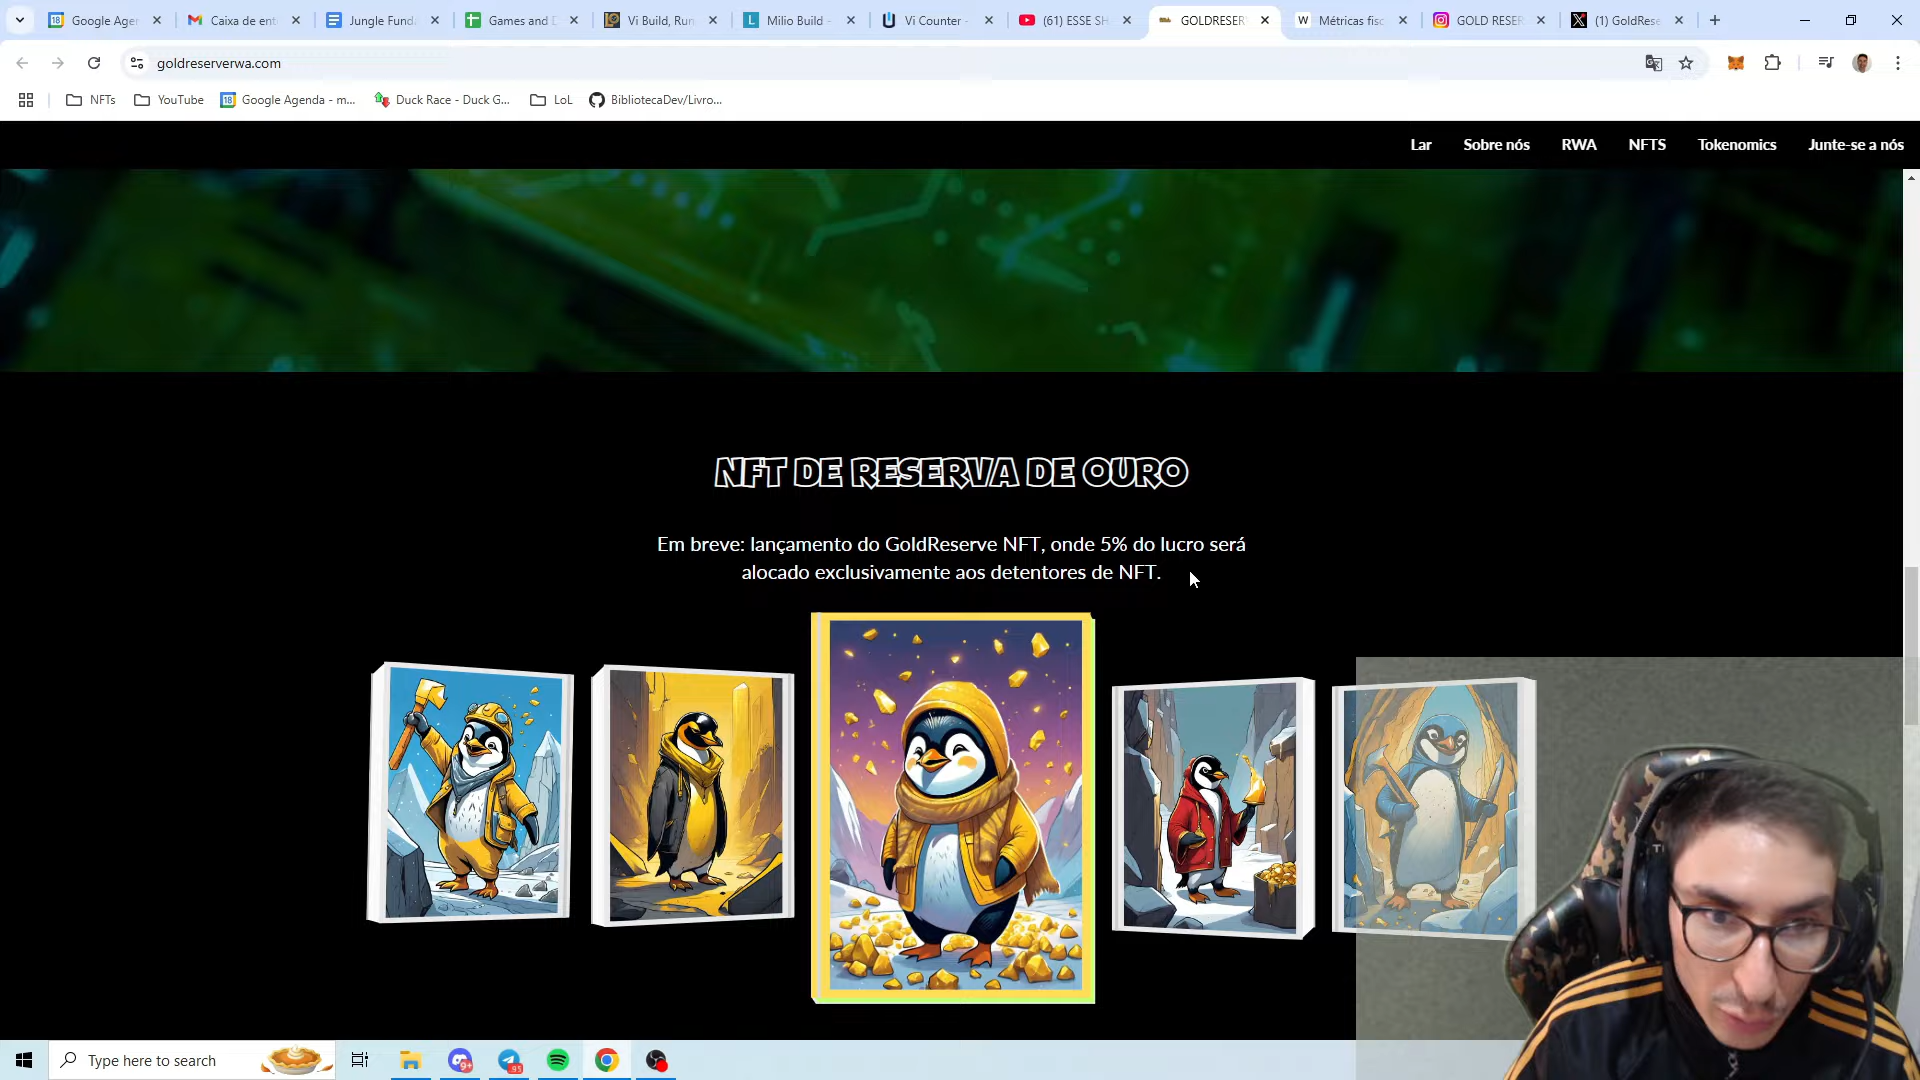 Google Agen
Caixa de ent
Jungle Fund
Games and D
Vi Build, Run
Milio Build -
Vi Counter -
(61) ESSE SH
GOLDRESERV
Métricas fisc
GOLD RESER
(1) GoldRese
goldreserverwa.com
NFTs
YouTube
Google Agenda - m...
Duck Race - Duck G...
LoL
BibliotecaDev/Livro...
Lar
Sobre nós
RWA
NFTS
Tokenomics
Junte-se a nós
NFT DE RESERVA DE OURO
Em breve: lançamento do GoldReserve NFT, onde 5% do lucro será
alocado exclusivamente aos detentores de NFT.
Type here to search